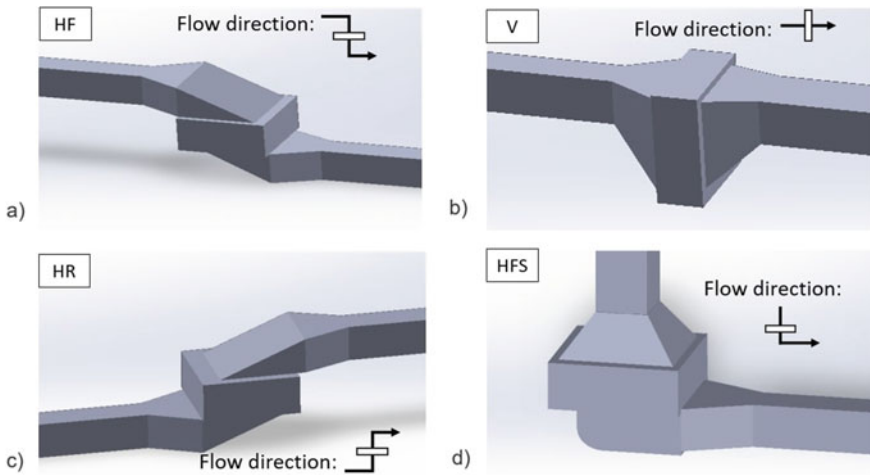 HF
Flow direction:
a)
V
Flow direction:
b)
HR
Flow direction:
c)
HFS
Flow direction:
d)